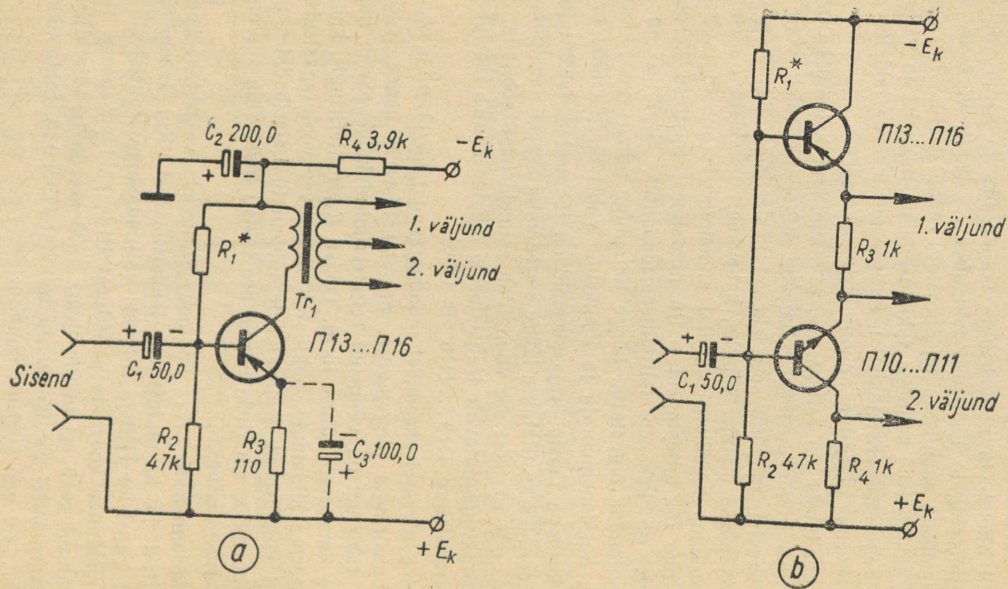 C₂ 200,0
+ -
R₄ 3,9k
-Eₖ
R₁*
1. väljund
2. väljund
Tr₁
П13...П16
+ -
C₁ 50,0
Sisend
R₂
47k
R₃
110
-
C₃ 100,0
+
+Eₖ
a
-Eₖ
R₁*
П13...П16
1. väljund
R₃ 1k
+ -
C₁ 50,0
П10...П11
2. väljund
R₂ 47k
R₄ 1k
+Eₖ
b